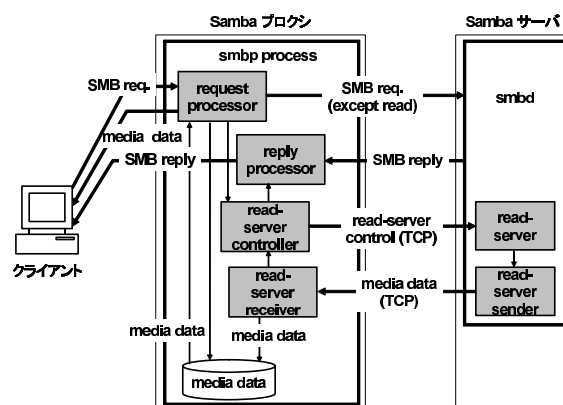 Samba プロクシ
Samba サーバ
smbp process
SMB req.
request
processor
SMB req.
(except read)
smbd
media data
SMB reply
reply
processor
SMB reply
read-
server
controller
read-server
control (TCP)
read-
server
クライアント
read-
server
receiver
media data
(TCP)
read-
server
sender
media data
media data
media data